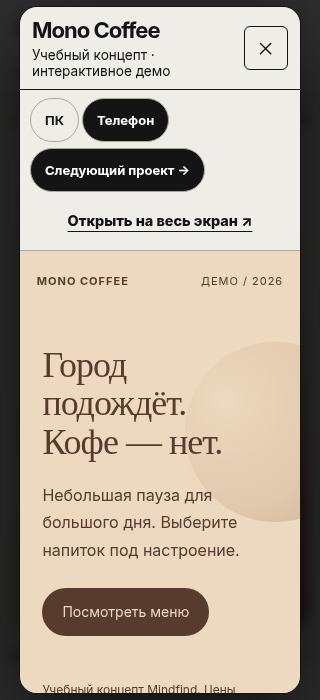 Mono Coffee
Учебный концепт ·
интерактивное демо
ПК
Телефон
Следующий проект →
Открыть на весь экран ↗
MONO COFFEE
ДЕМО / 2026
Город
подождёт.
Кофе — нет.
Небольшая пауза для
большого дня. Выберите
напиток под настроение.
Посмотреть меню
Учебный концепт Mindfind. Цены